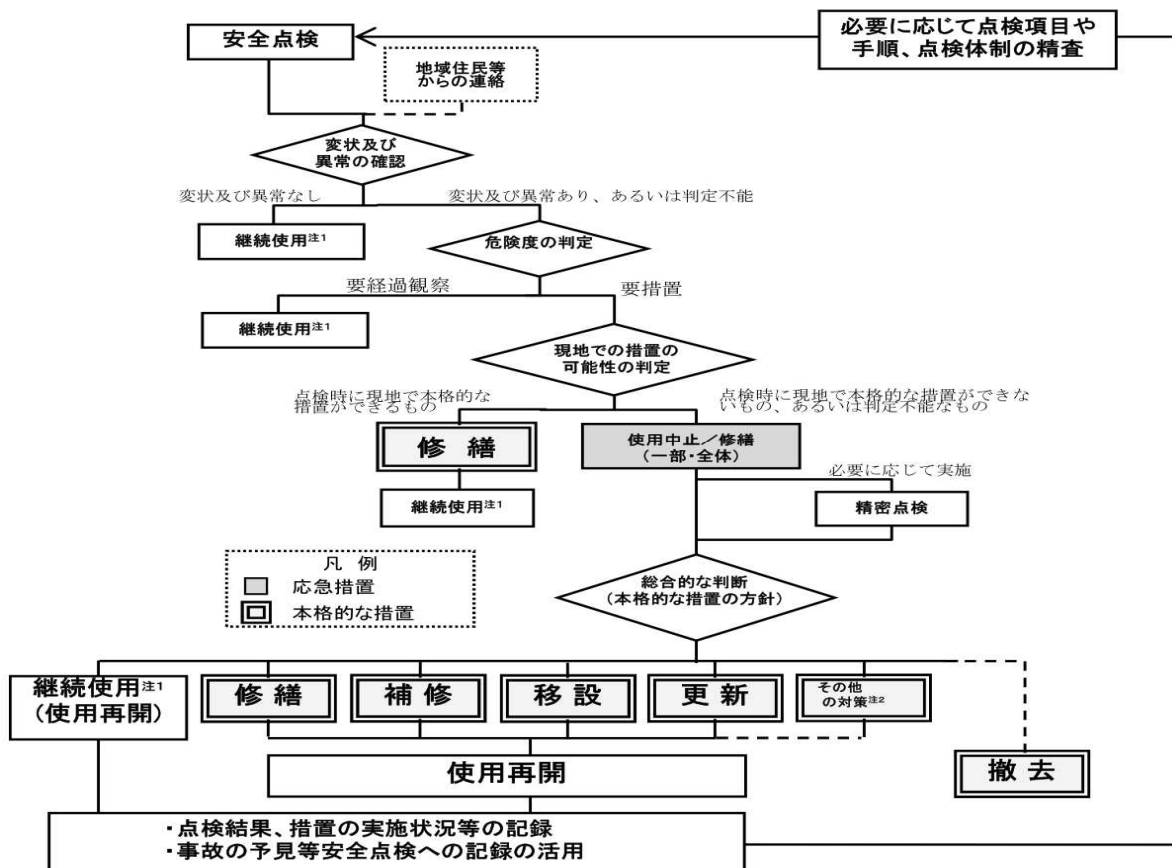 安全点検
必要に応じて点検項目や
手順、点検体制の精査
地域住民等
からの連絡
変状及び
異常の確認
変状及び異常なし
変状及び異常あり、あるいは判定不能
継続使用注1
危険度の判定
要経過観察
要措置
継続使用注1
現地での措置の
可能性の判定
点検時に現地で本格的な
措置ができるもの
点検時に現地で本格的な措置ができな
いもの、あるいは判定不能なもの
修繕
使用中止／修繕
(一部・全体)
必要に応じて実施
継続使用注1
精密点検
凡 例
応急措置
本格的な措置
総合的な判断
(本格的な措置の方針)
継続使用注1
(使用再開)
修繕
補修
移設
更新
その他
の対策注2
使用再開
撤去
・点検結果、措置の実施状況等の記録
・事故の予見等安全点検への記録の活用